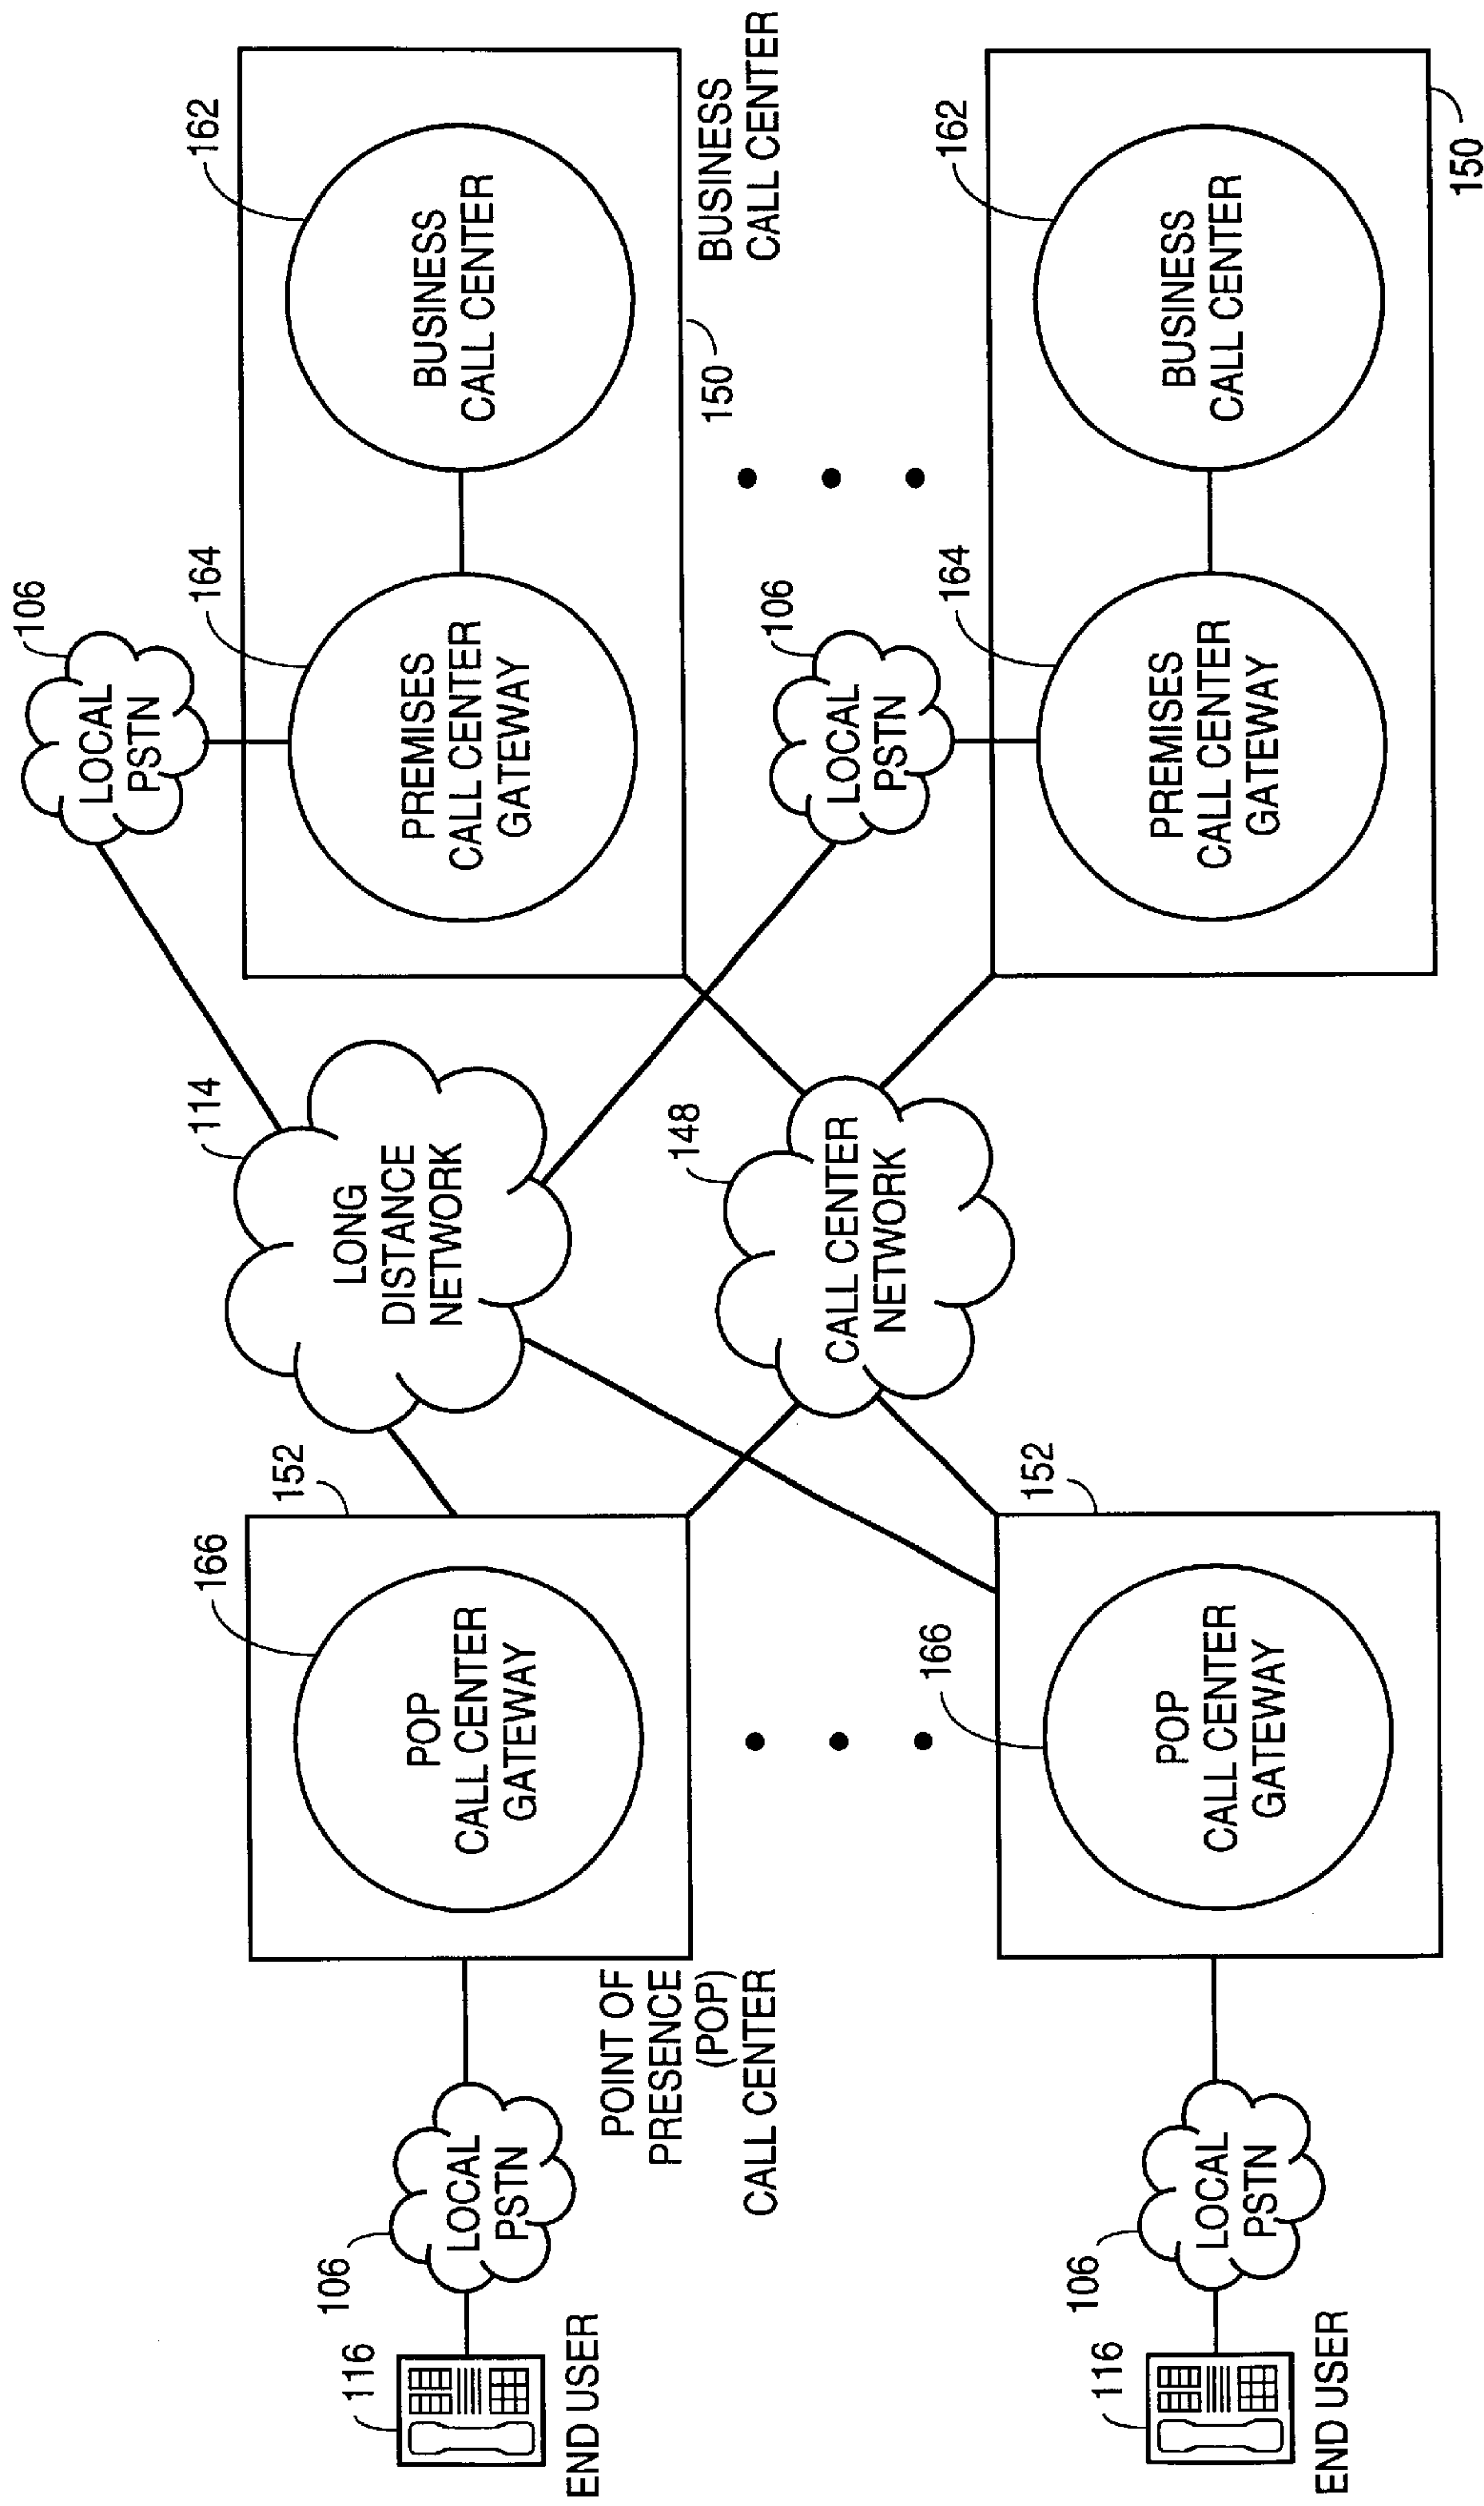 116
END USER
106
LOCAL
PSTN
POINT OF
PRESENCE
(POP)
CALL CENTER
166
POP
CALL CENTER
GATEWAY
152
114
LONG
DISTANCE
NETWORK
106
LOCAL
PSTN
164
PREMISES
CALL CENTER
GATEWAY
162
BUSINESS
CALL CENTER
150
BUSINESS
CALL CENTER
148
CALL CENTER
NETWORK
116
END USER
106
LOCAL
PSTN
166
POP
CALL CENTER
GATEWAY
152
106
LOCAL
PSTN
164
PREMISES
CALL CENTER
GATEWAY
162
BUSINESS
CALL CENTER
150